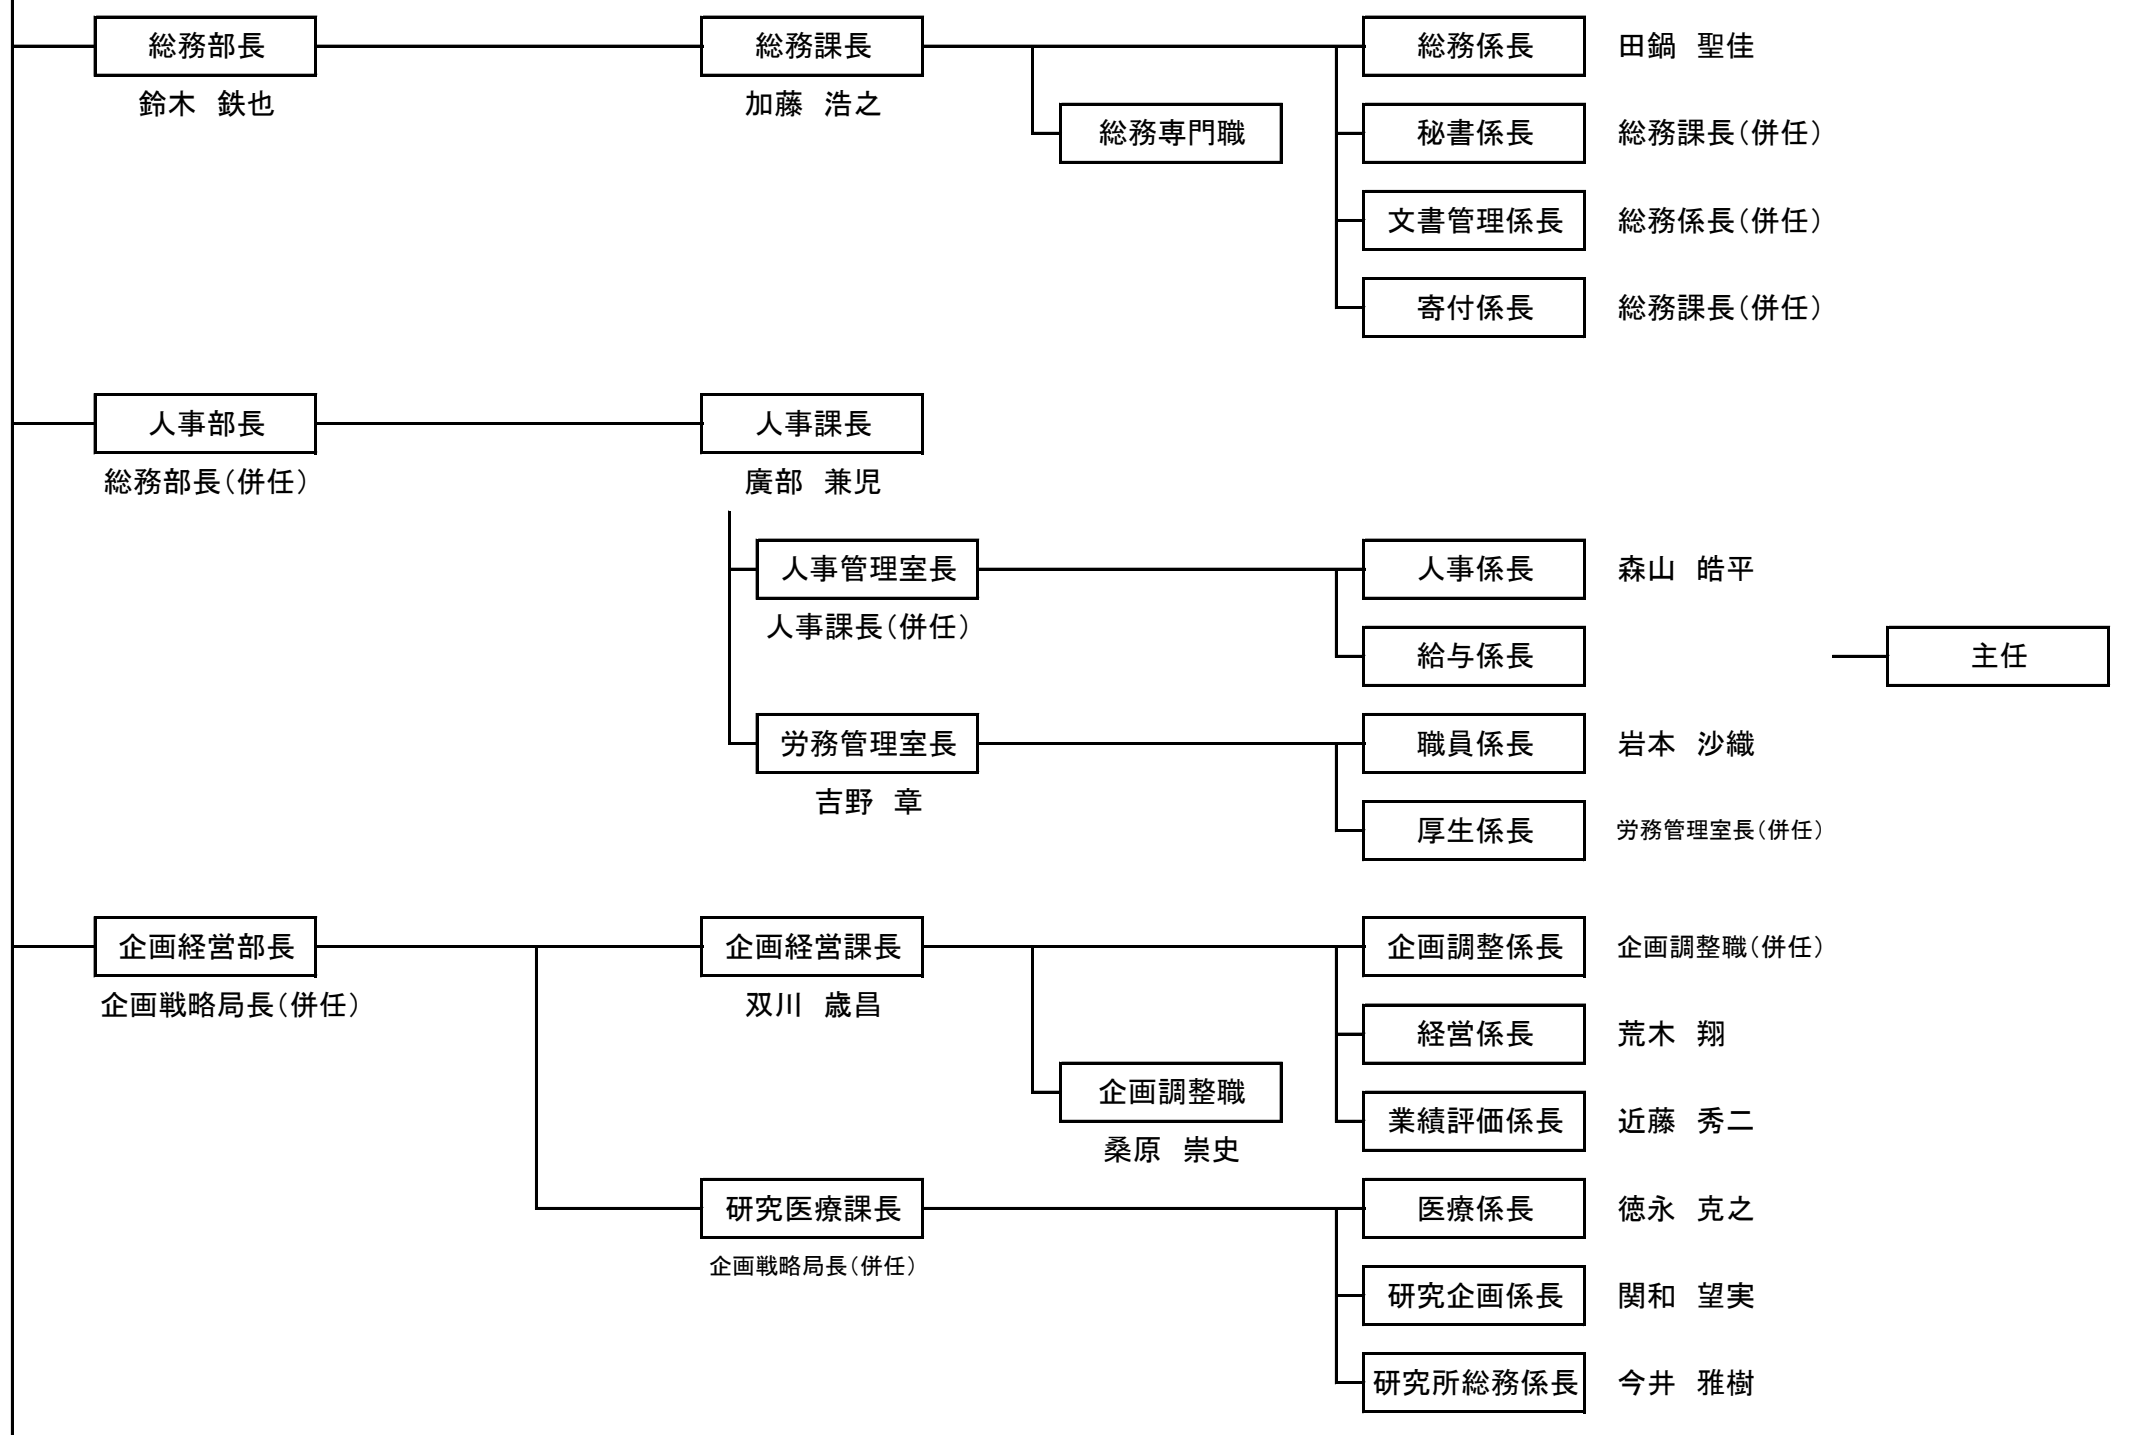 総務部長 総務課長 総務係長 田鍋　聖佳
鈴木　鉄也 加藤　浩之
総務専門職 秘書係長 総務課長（併任）
文書管理係長 総務係長（併任）
寄付係長 総務課長（併任）
人事部長 人事課長
総務部長（併任） 廣部　兼児
人事管理室長 人事係長 森山　皓平
人事課長（併任）
給与係長 主任
労務管理室長 職員係長 岩本　沙織
吉野　章
厚生係長 労務管理室長（併任）
企画経営部長 企画経営課長 企画調整係長 企画調整職（併任）
企画戦略局長（併任） 双川　歳昌
経営係長 荒木　翔
企画調整職 業績評価係長 近藤　秀二
桑原　崇史
研究医療課長 医療係長 徳永　克之
企画戦略局長（併任）
研究企画係長 関和　望実
研究所総務係長 今井　雅樹